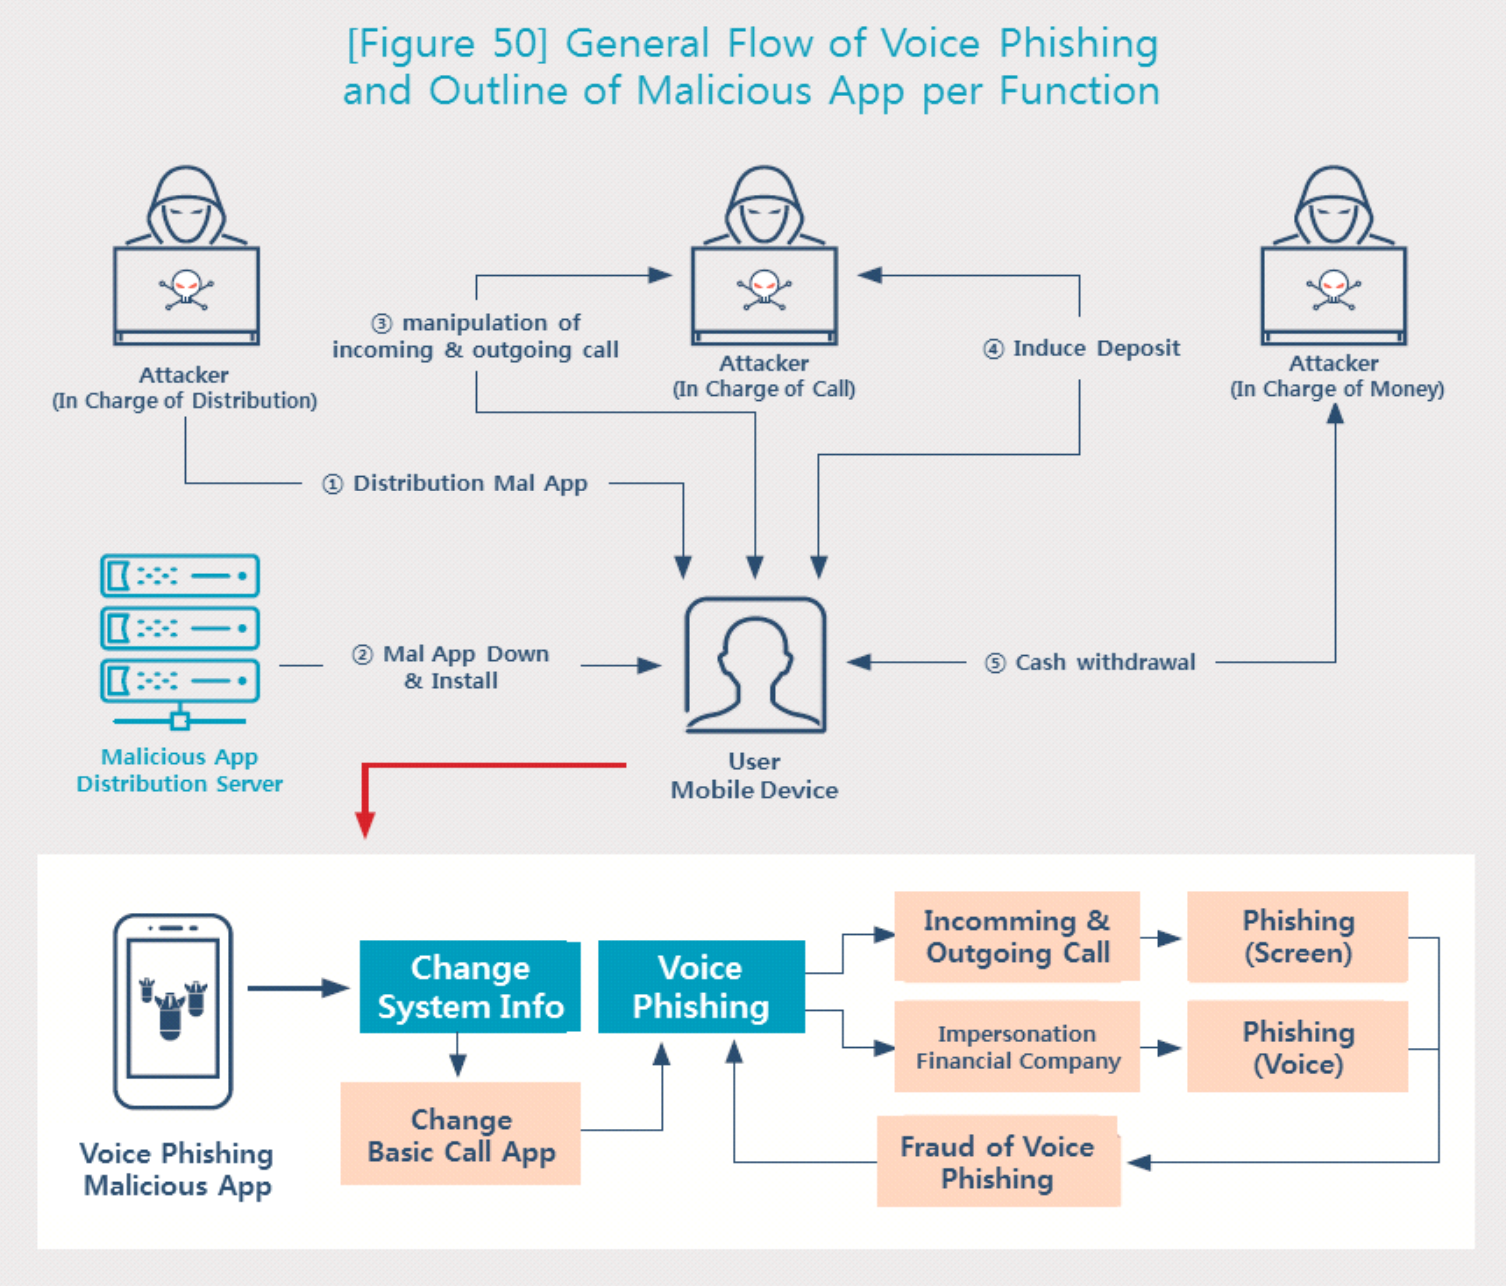 [Figure 50] General Flow of Voice Phishing
and Outline of Malicious App per Function
Attacker
(In Charge of Distribution)
③ manipulation of
incoming & outgoing call
Attacker
(In Charge of Call)
④ Induce Deposit
Attacker
(In Charge of Money)
① Distribution Mal App
② Mal App Down
& Install
⑤ Cash withdrawal
Malicious App
Distribution Server
User
Mobile Device
Voice Phishing
Malicious App
Change
System Info
Change
Basic Call App
Voice
Phishing
Incomming &
Outgoing Call
Phishing
(Screen)
Impersonation
Financial Company
Phishing
(Voice)
Fraud of Voice
Phishing